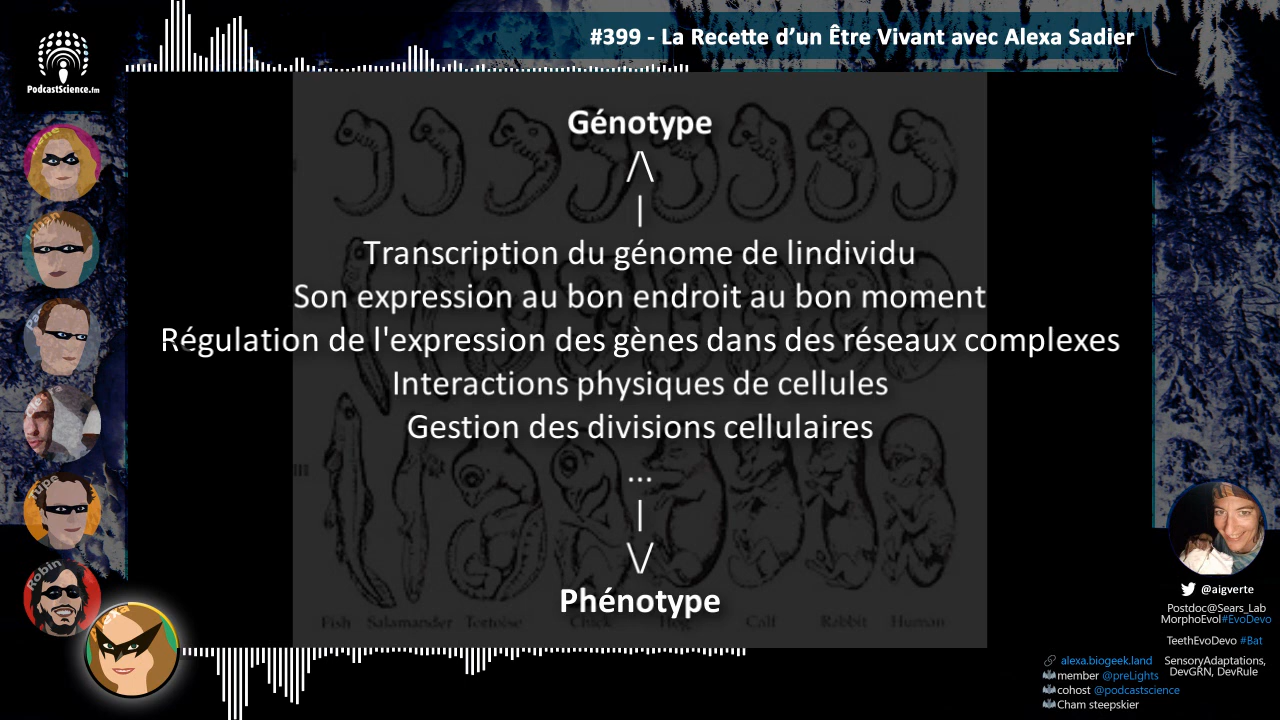 #399 - La Recette d’un Être Vivant avec Alexa Sadier
PodcastScience.fm
Génotype
/\
|
Transcription du génome de lindividu
Son expression au bon endroit au bon moment
Régulation de l'expression des gènes dans des réseaux complexes
Interactions physiques de cellules
Gestion des divisions cellulaires
...
|
\/
Phénotype
III
Fish Salamander Tortoise Chick Hog Calf Rabbit Human
Robin
@aigverte
Postdoc@Sears_Lab
MorphoEvol#EvoDevo
TeethEvoDevo #Bat
SensoryAdaptations,
DevGRN, DevRule
alexa.biogeek.land
member @preLights
cohost @podcastscience
Cham steepskier